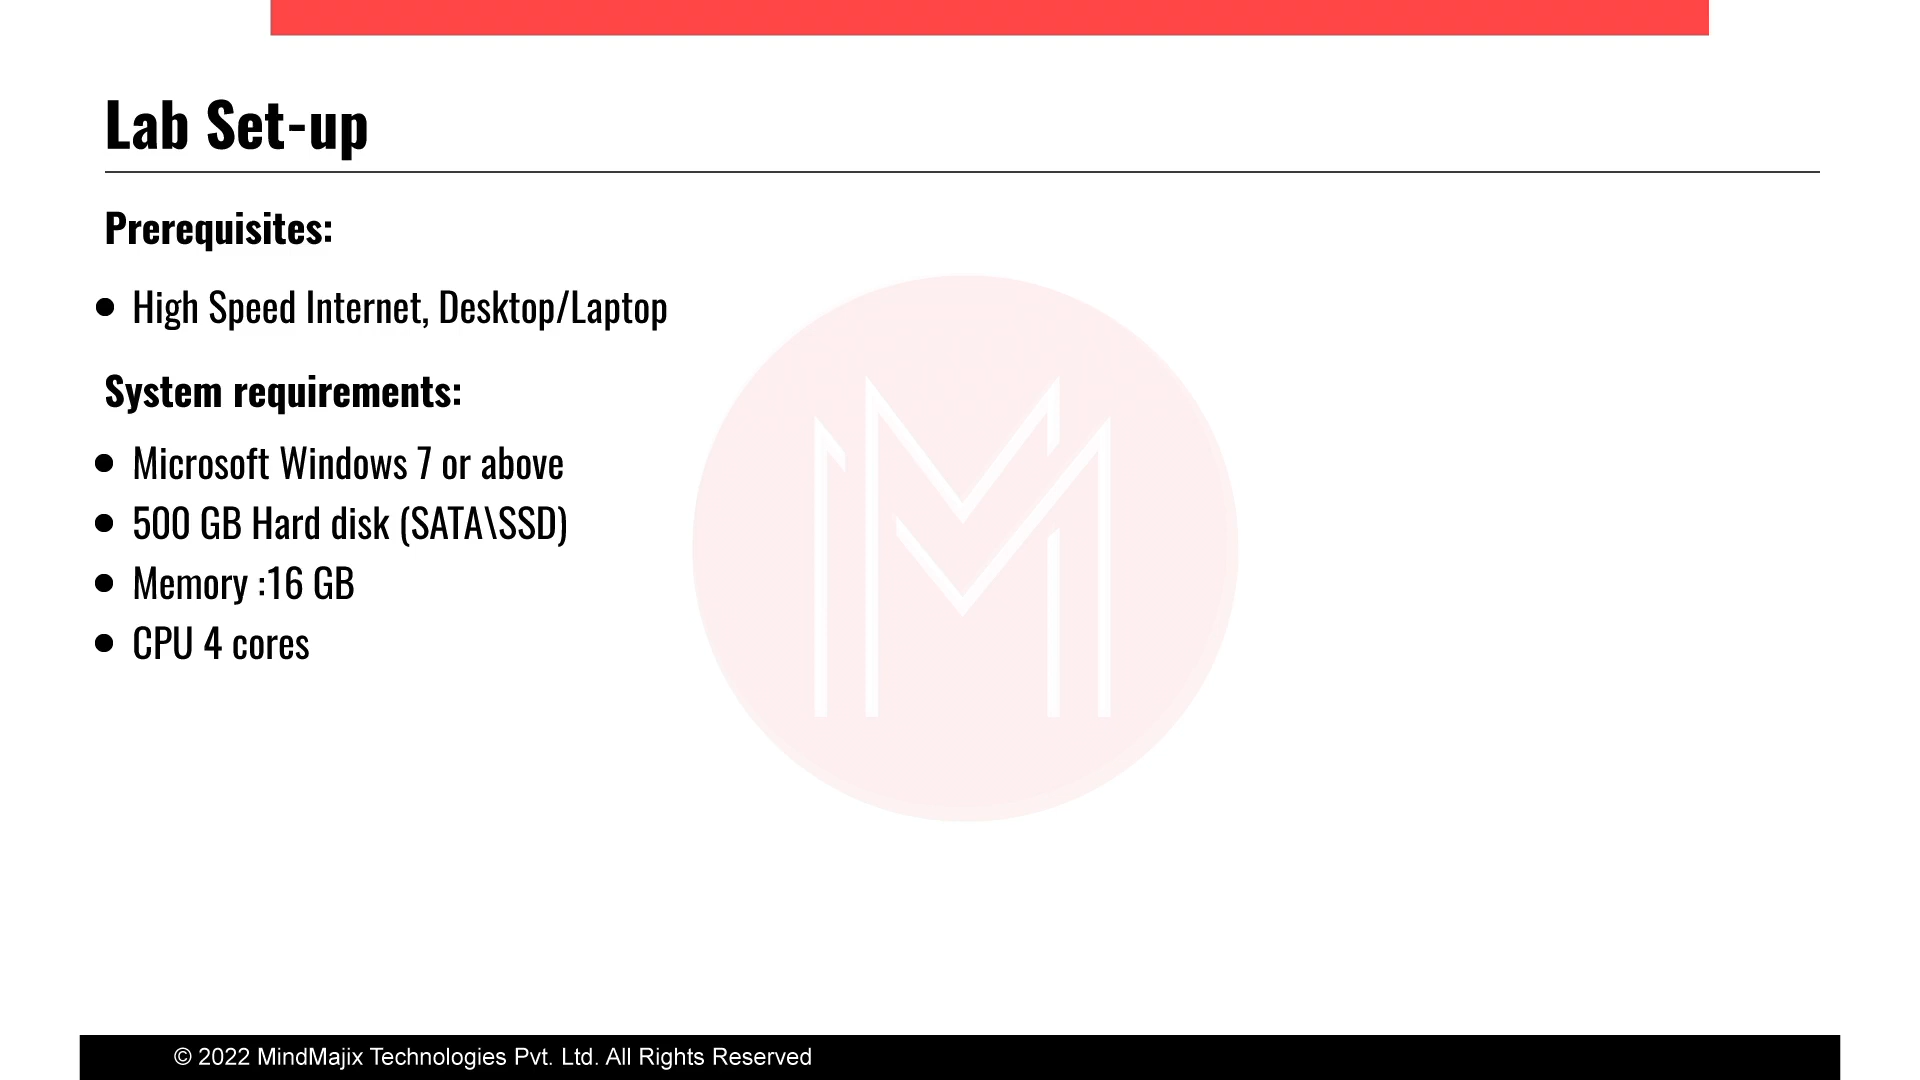 Lab Set-up
Prerequisites:
● High Speed Internet, Desktop/Laptop
System requirements:
● Microsoft Windows 7 or above
● 500 GB Hard disk (SATA\SSD)
● Memory :16 GB
● CPU 4 cores
© 2022 MindMajix Technologies Pvt. Ltd. All Rights Reserved